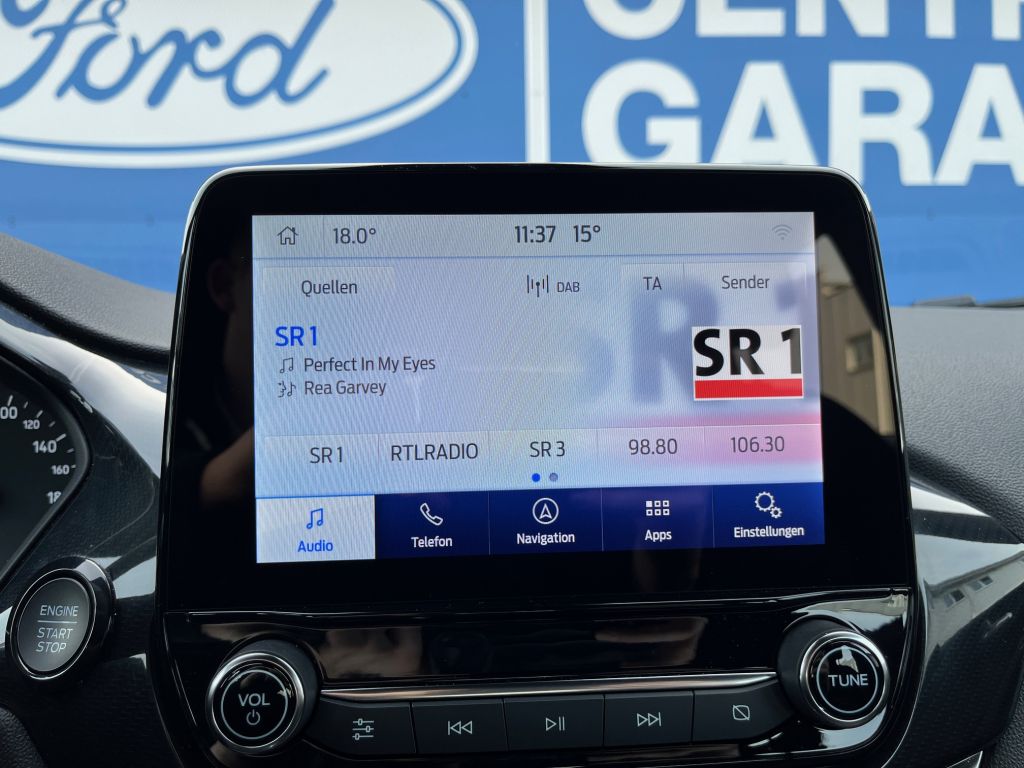 Ford
GARA
18.0° 11:37 15°
Quellen DAB TA Sender
SR 1
Perfect In My Eyes
Rea Garvey
SR 1
SR 1 RTLRADIO SR 3 98.80 106.30
Audio Telefon Navigation Apps Einstellungen
120
140
160
ENGINE
START
STOP
VOL
TUNE